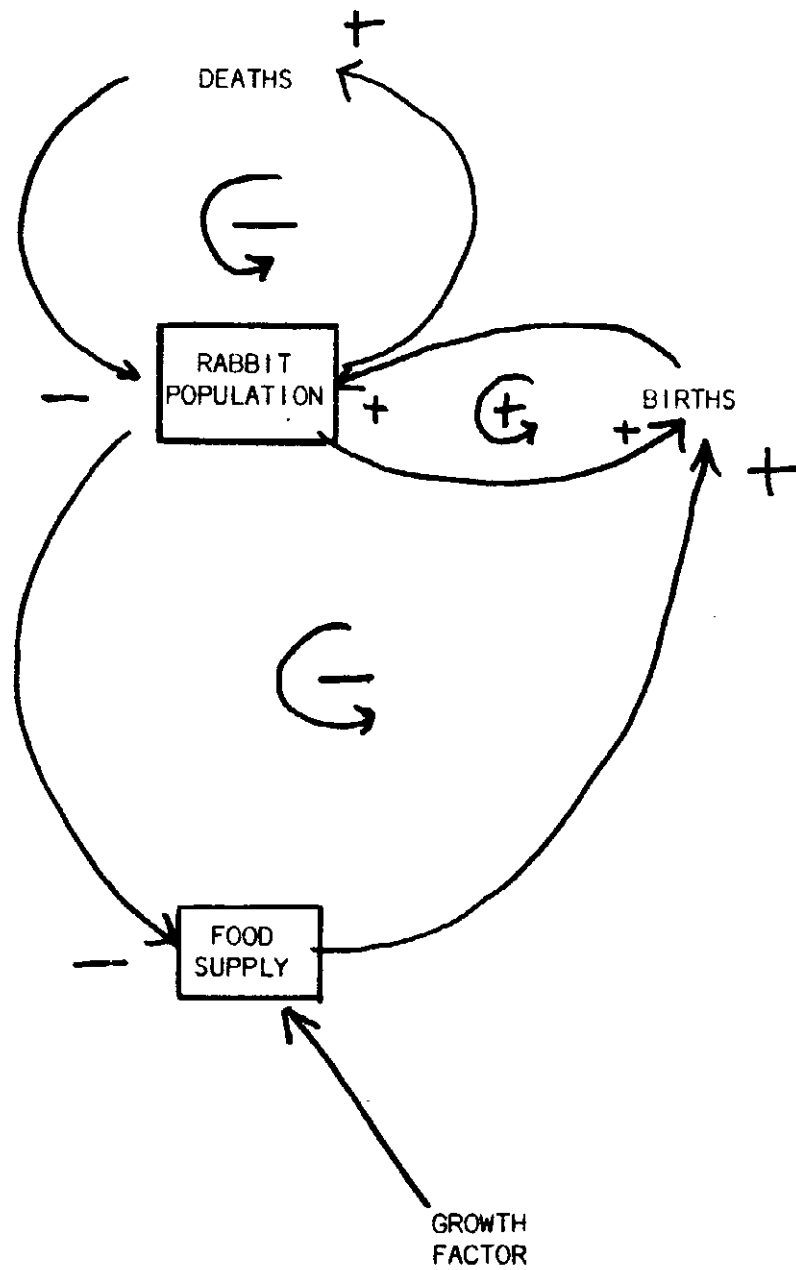 +
DEATHS
−
RABBIT
POPULATION
−
+
+
+
BIRTHS
+
−
−
FOOD
SUPPLY
GROWTH
FACTOR